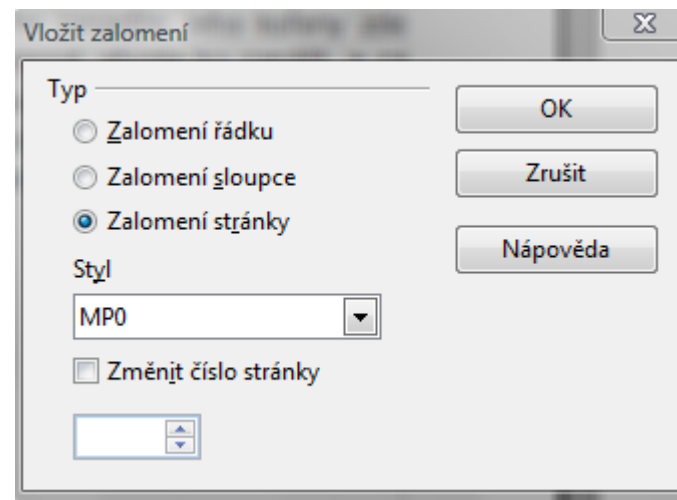 Vložit zalomení
Typ
Zalomení řádku
Zalomení sloupce
Zalomení stránky
Styl
MP0
Změnit číslo stránky
OK
Zrušit
Nápověda